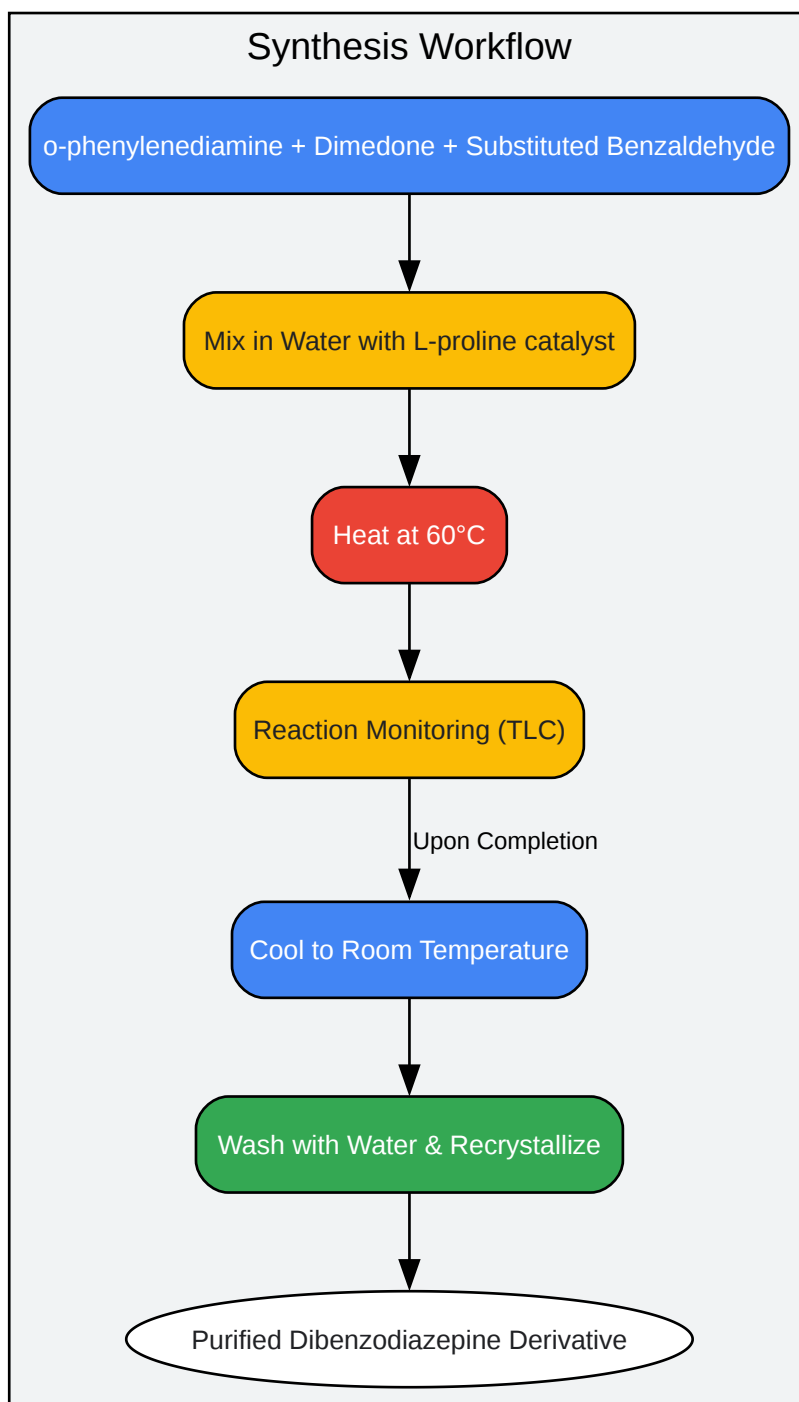 Synthesis Workflow
o-phenylenediamine + Dimedone + Substituted Benzaldehyde
Mix in Water with L-proline catalyst
Heat at 60°C
Reaction Monitoring (TLC)
Upon Completion
Cool to Room Temperature
Wash with Water & Recrystallize
Purified Dibenzodiazepine Derivative